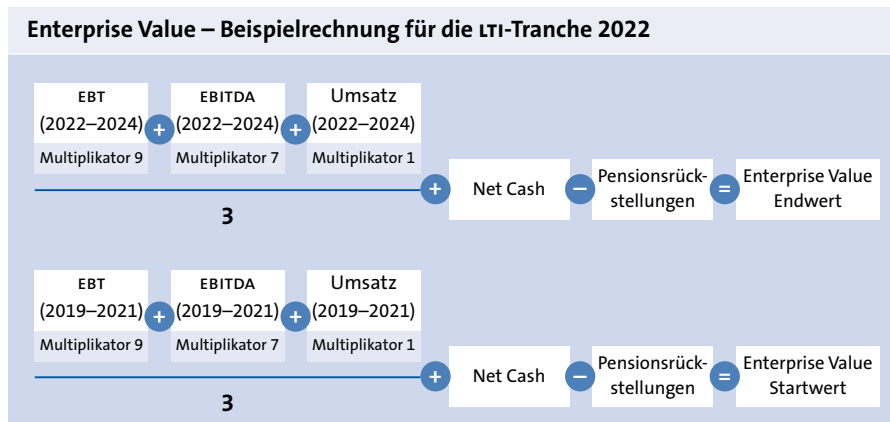 Enterprise Value – Beispielrechnung für die LTI-Tranche 2022
EBT
(2022–2024)
Multiplikator 9
+
EBITDA
(2022–2024)
Multiplikator 7
+
Umsatz
(2022–2024)
Multiplikator 1
3
+
Net Cash
–
Pensionsrück-
stellungen
=
Enterprise Value
Endwert
EBT
(2019–2021)
Multiplikator 9
+
EBITDA
(2019–2021)
Multiplikator 7
+
Umsatz
(2019–2021)
Multiplikator 1
3
+
Net Cash
–
Pensionsrück-
stellungen
=
Enterprise Value
Startwert